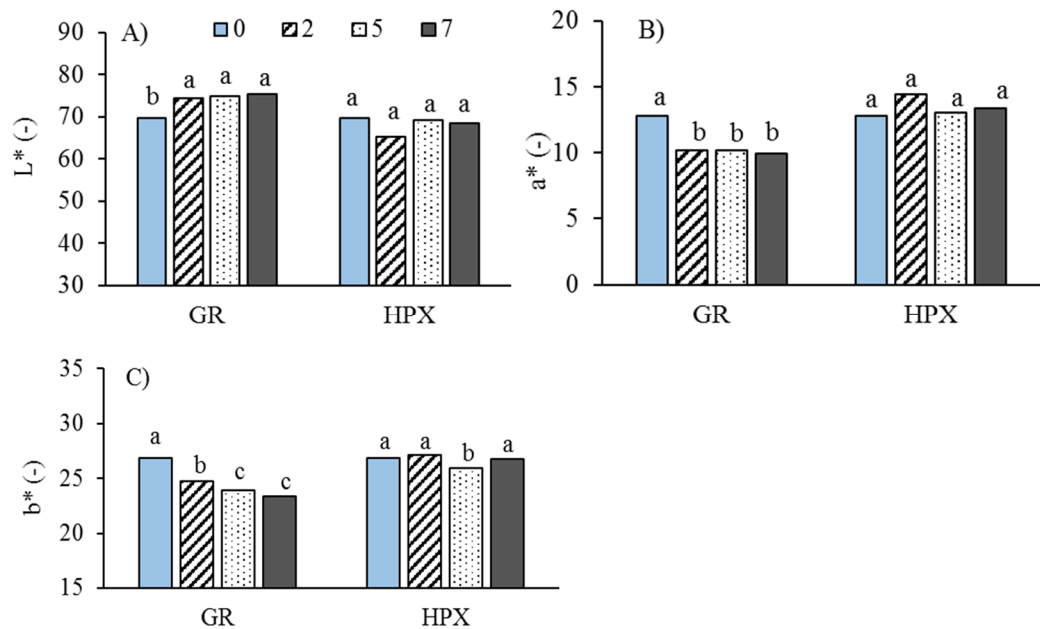 A)
0 2 5 7
90
80
70
60
50
40
30
L* (-)
b a a a a a a a
GR HPX
B)
20
15
10
5
0
a* (-)
a b b b a a a a
GR HPX
C)
35
30
25
20
15
b* (-)
a b c c a a b a
GR HPX